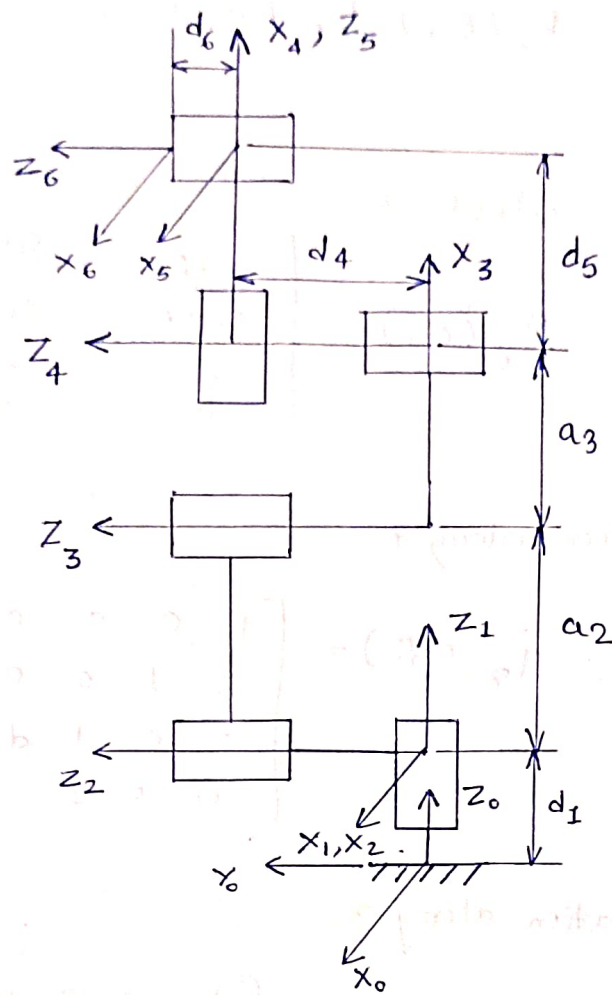 d₆
X₄, Z₅
Z₆
X₆
X₅
d₄
X₃
d₅
Z₄
a₃
Z₃
a₂
Z₁
Z₂
Z₀
d₁
X₁, X₂
Y₀
X₀